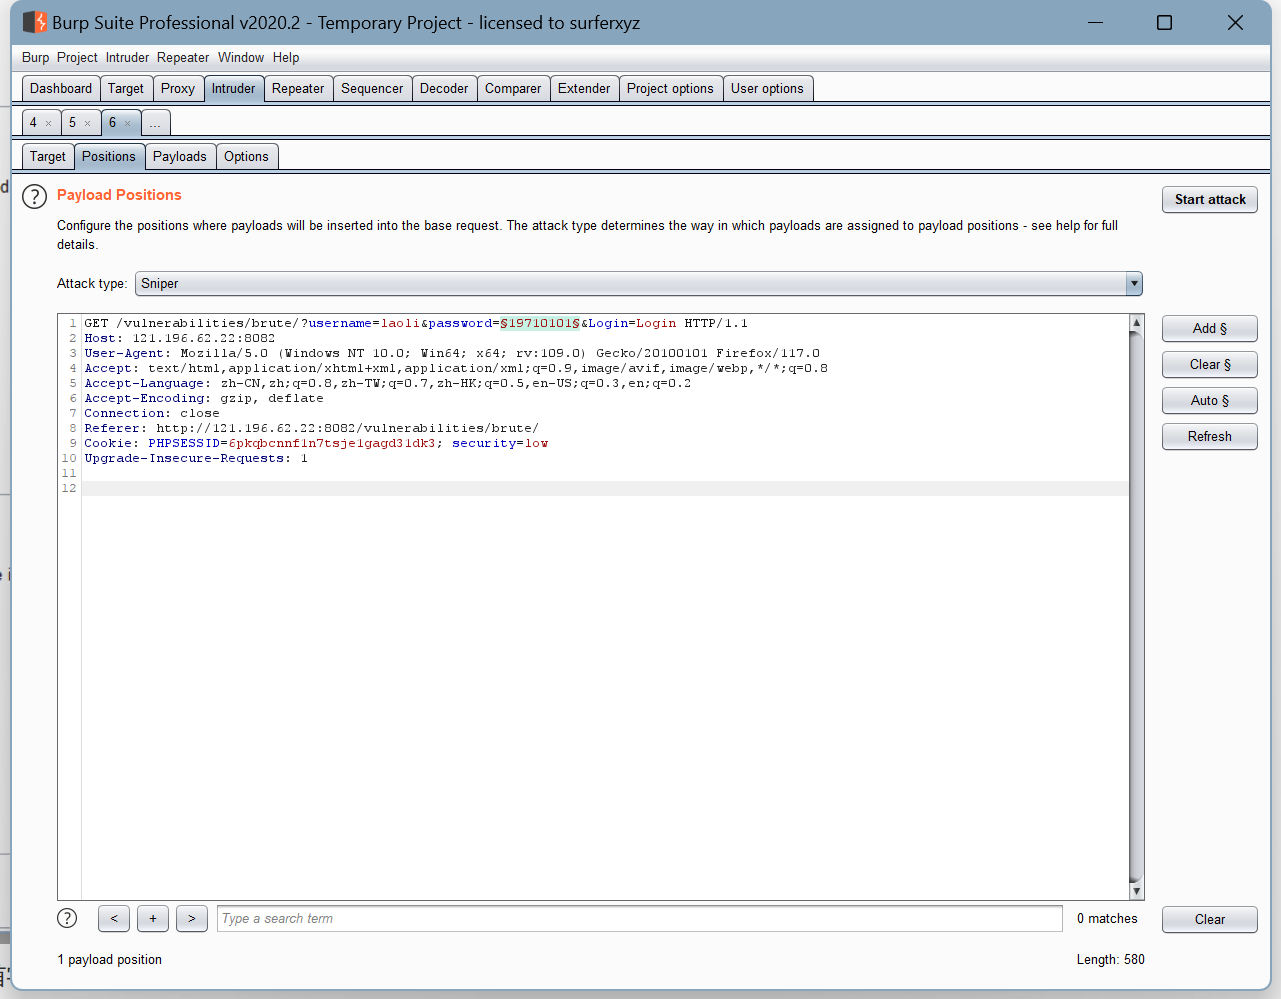 Burp Suite Professional v2020.2 - Temporary Project - licensed to surferxyz
Burp Project Intruder Repeater Window Help
Dashboard Target Proxy Intruder Repeater Sequencer Decoder Comparer Extender Project options User options
4 × 5 × 6 × ...
Target Positions Payloads Options
? Payload Positions
Start attack
Configure the positions where payloads will be inserted into the base request. The attack type determines the way in which payloads are assigned to payload positions - see help for full
details.
Attack type: Sniper
1 GET /vulnerabilities/brute/?username=laoli&password=§19710101§&Login=Login HTTP/1.1
2 Host: 121.196.62.22:8082
3 User-Agent: Mozilla/5.0 (Windows NT 10.0; Win64; x64; rv:109.0) Gecko/20100101 Firefox/117.0
4 Accept: text/html,application/xhtml+xml,application/xml;q=0.9,image/avif,image/webp,*/*;q=0.8
5 Accept-Language: zh-CN,zh;q=0.8,zh-TW;q=0.7,zh-HK;q=0.5,en-US;q=0.3,en;q=0.2
6 Accept-Encoding: gzip, deflate
7 Connection: close
8 Referer: http://121.196.62.22:8082/vulnerabilities/brute/
9 Cookie: PHPSESSID=6pkqbcnnf1n7tsje1gagd31dk3; security=low
10 Upgrade-Insecure-Requests: 1
11
12
Add §
Clear §
Auto §
Refresh
? < + > Type a search term 0 matches Clear
1 payload position Length: 580